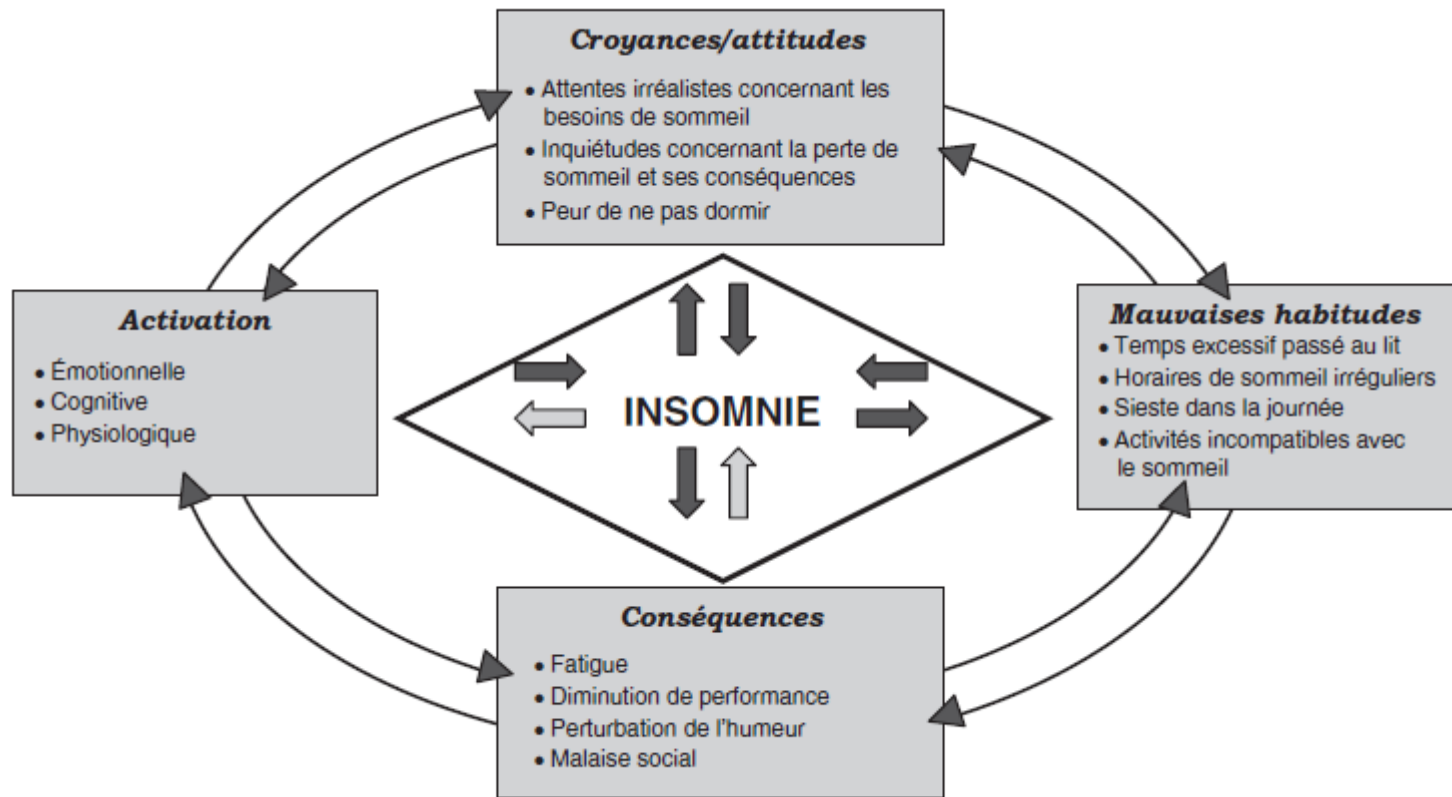 Croyances/attitudes
• Attentes irréalistes concernant les
besoins de sommeil
• Inquiétudes concernant la perte de
sommeil et ses conséquences
• Peur de ne pas dormir
Activation
• Émotionnelle
• Cognitive
• Physiologique
INSOMNIE
Mauvaises habitudes
• Temps excessif passé au lit
• Horaires de sommeil irréguliers
• Sieste dans la journée
• Activités incompatibles avec
le sommeil
Conséquences
• Fatigue
• Diminution de performance
• Perturbation de l'humeur
• Malaise social